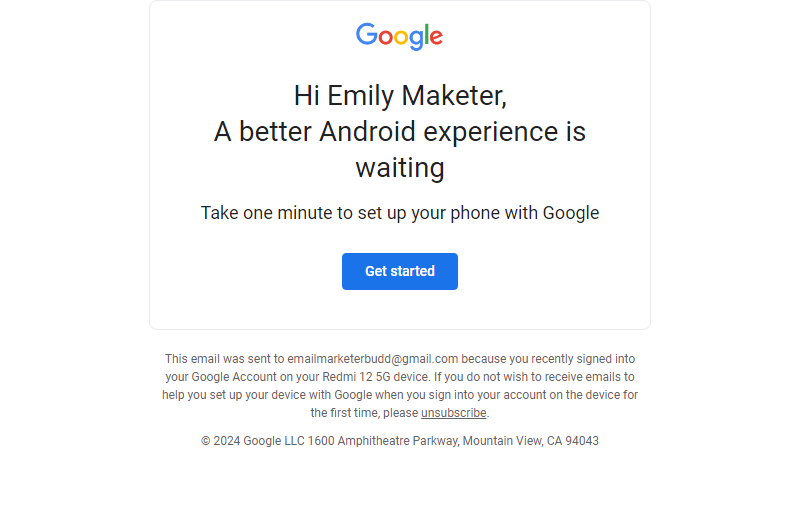 Google
Hi Emily Maketer,
A better Android experience is
waiting
Take one minute to set up your phone with Google
Get started
This email was sent to emailmarketerbudd@gmail.com because you recently signed into
your Google Account on your Redmi 12 5G device. If you do not wish to receive emails to
help you set up your device with Google when you sign into your account on the device for
the first time, please unsubscribe.
© 2024 Google LLC 1600 Amphitheatre Parkway, Mountain View, CA 94043